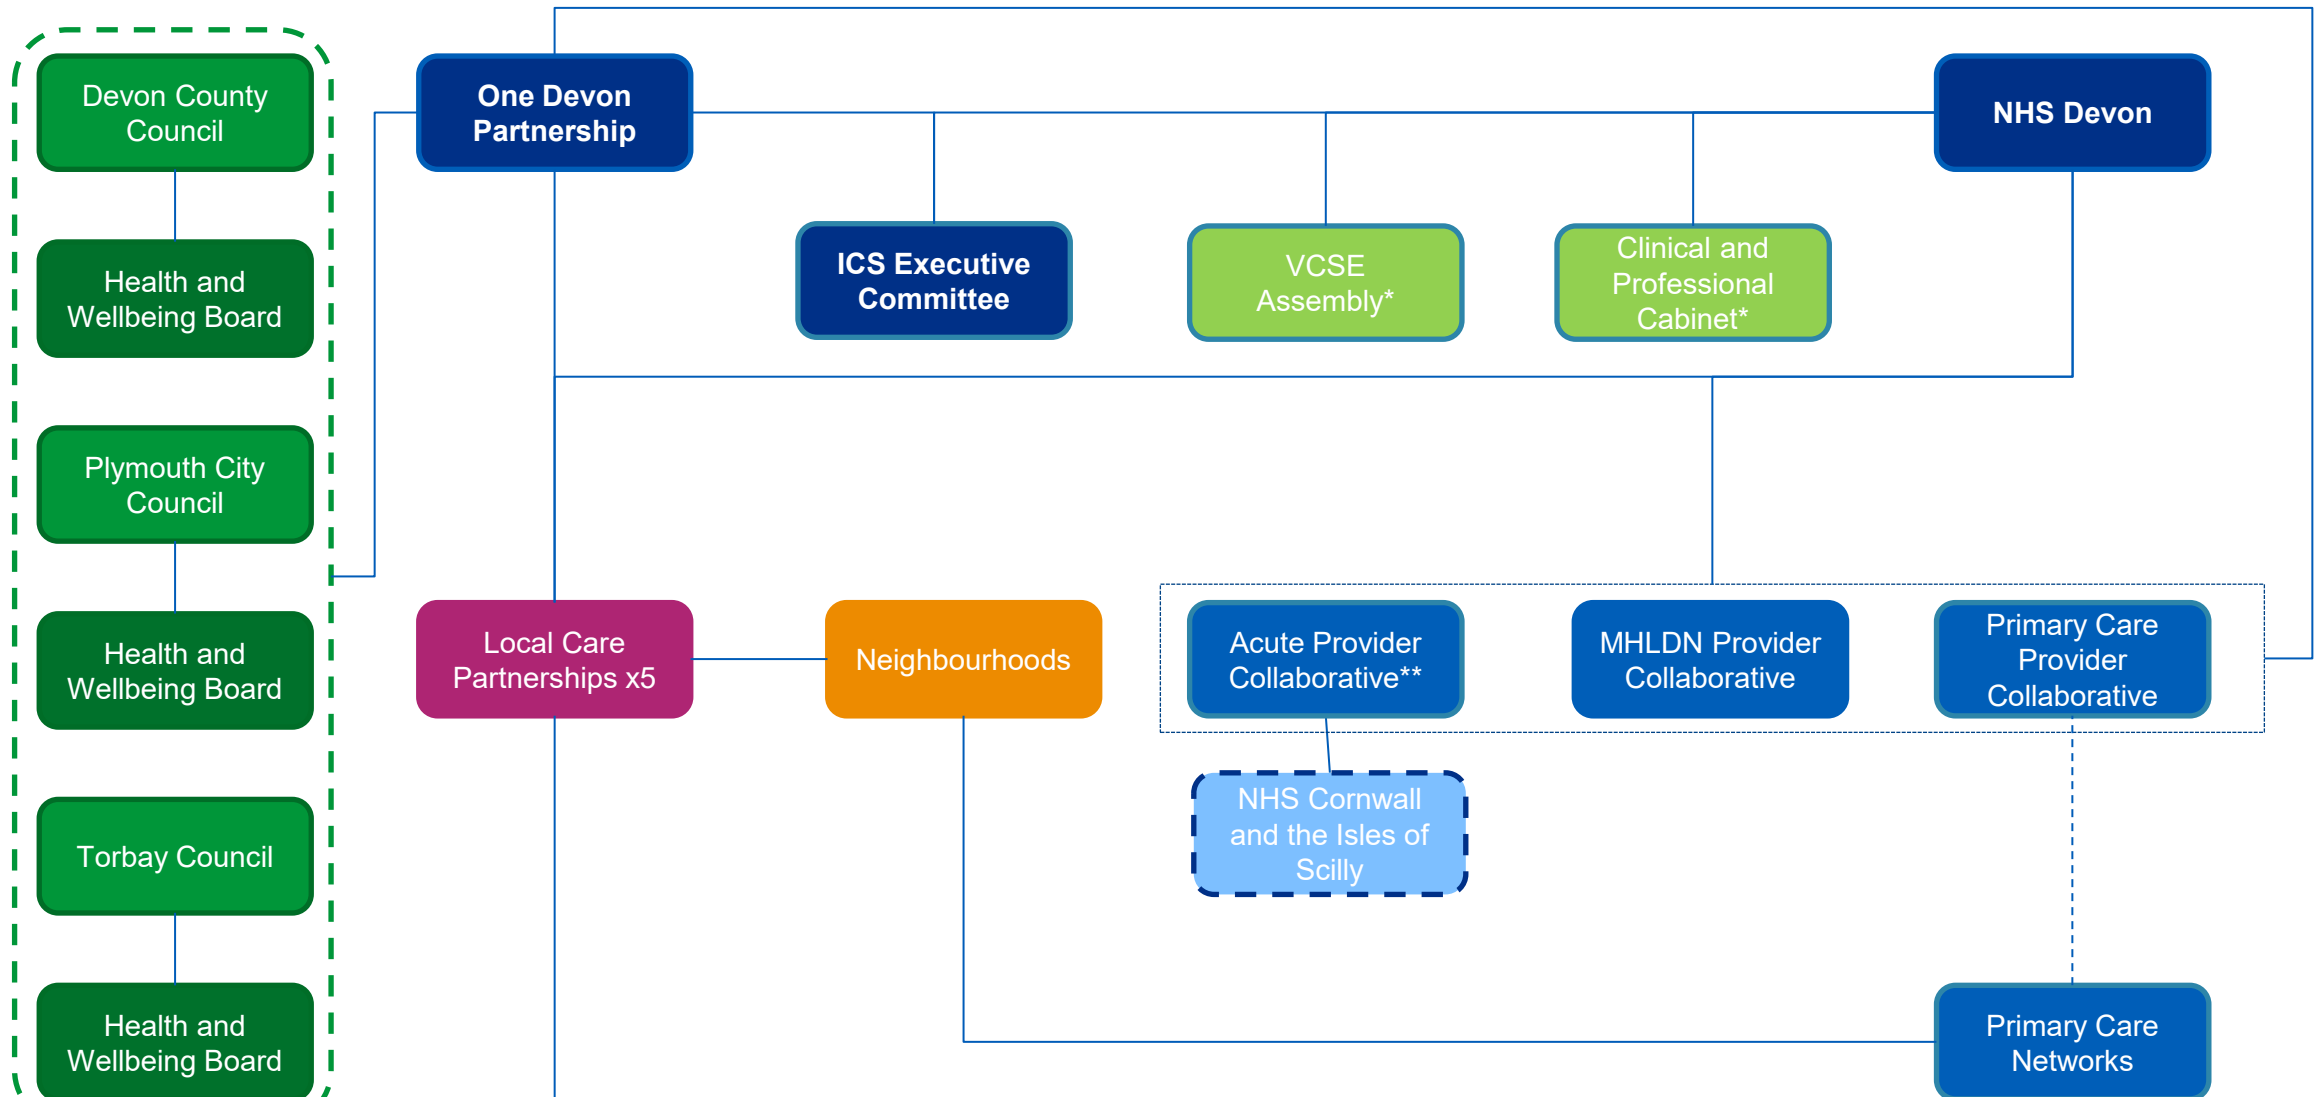 Devon County
Council
One Devon
Partnership
NHS Devon
Health and
Wellbeing Board
ICS Executive
Committee
VCSE
Assembly*
Clinical and
Professional
Cabinet*
Plymouth City
Council
Health and
Wellbeing Board
Local Care
Partnerships x5
Neighbourhoods
Acute Provider
Collaborative**
MHLDN Provider
Collaborative
Primary Care
Provider
Collaborative
NHS Cornwall
and the Isles of
Scilly
Torbay Council
Health and
Wellbeing Board
Primary Care
Networks